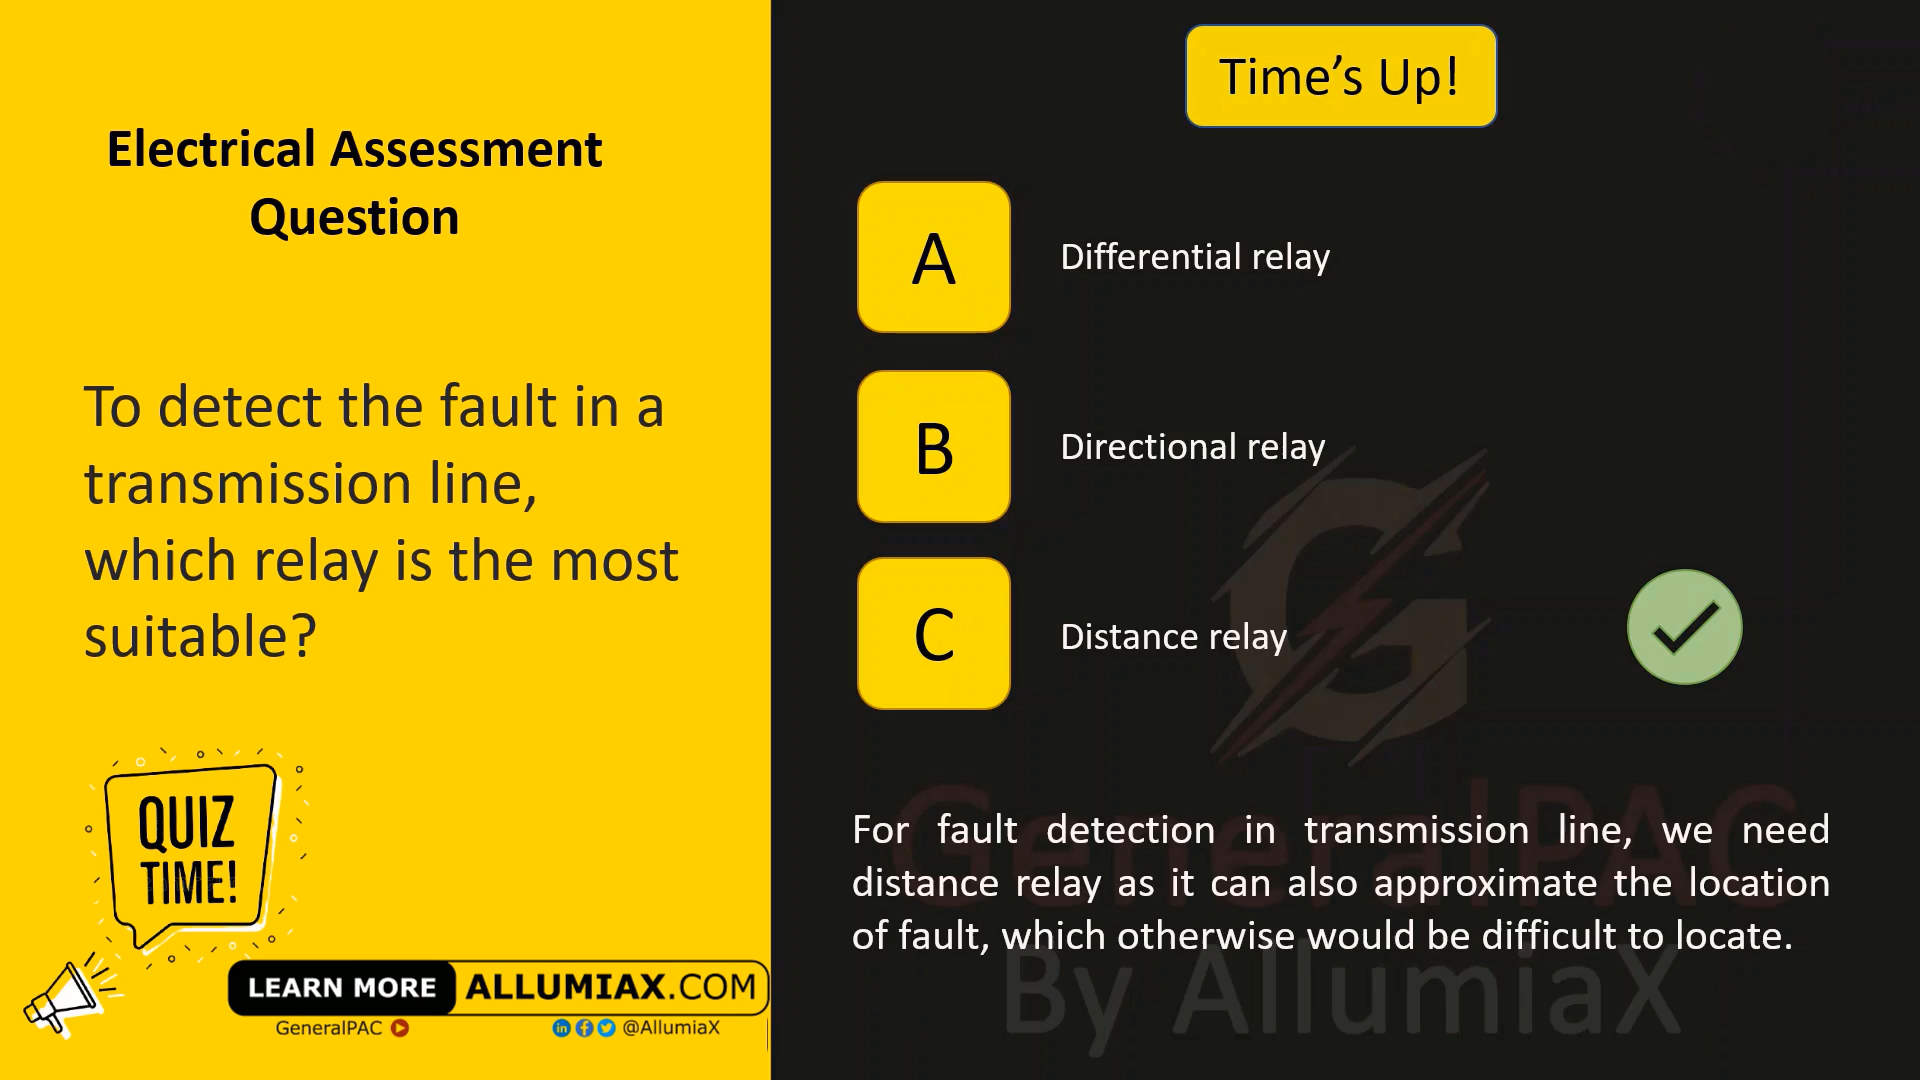 Electrical Assessment
Question
To detect the fault in a
transmission line,
which relay is the most
suitable?
QUIZ
TIME!
LEARN MORE ALLUMIAX.COM
GeneralPAC @AllumiaX
Time’s Up!
A Differential relay
B Directional relay
C Distance relay
For fault detection in transmission line, we need
distance relay as it can also approximate the location
of fault, which otherwise would be difficult to locate.
GeneralPAC
By AllumiaX